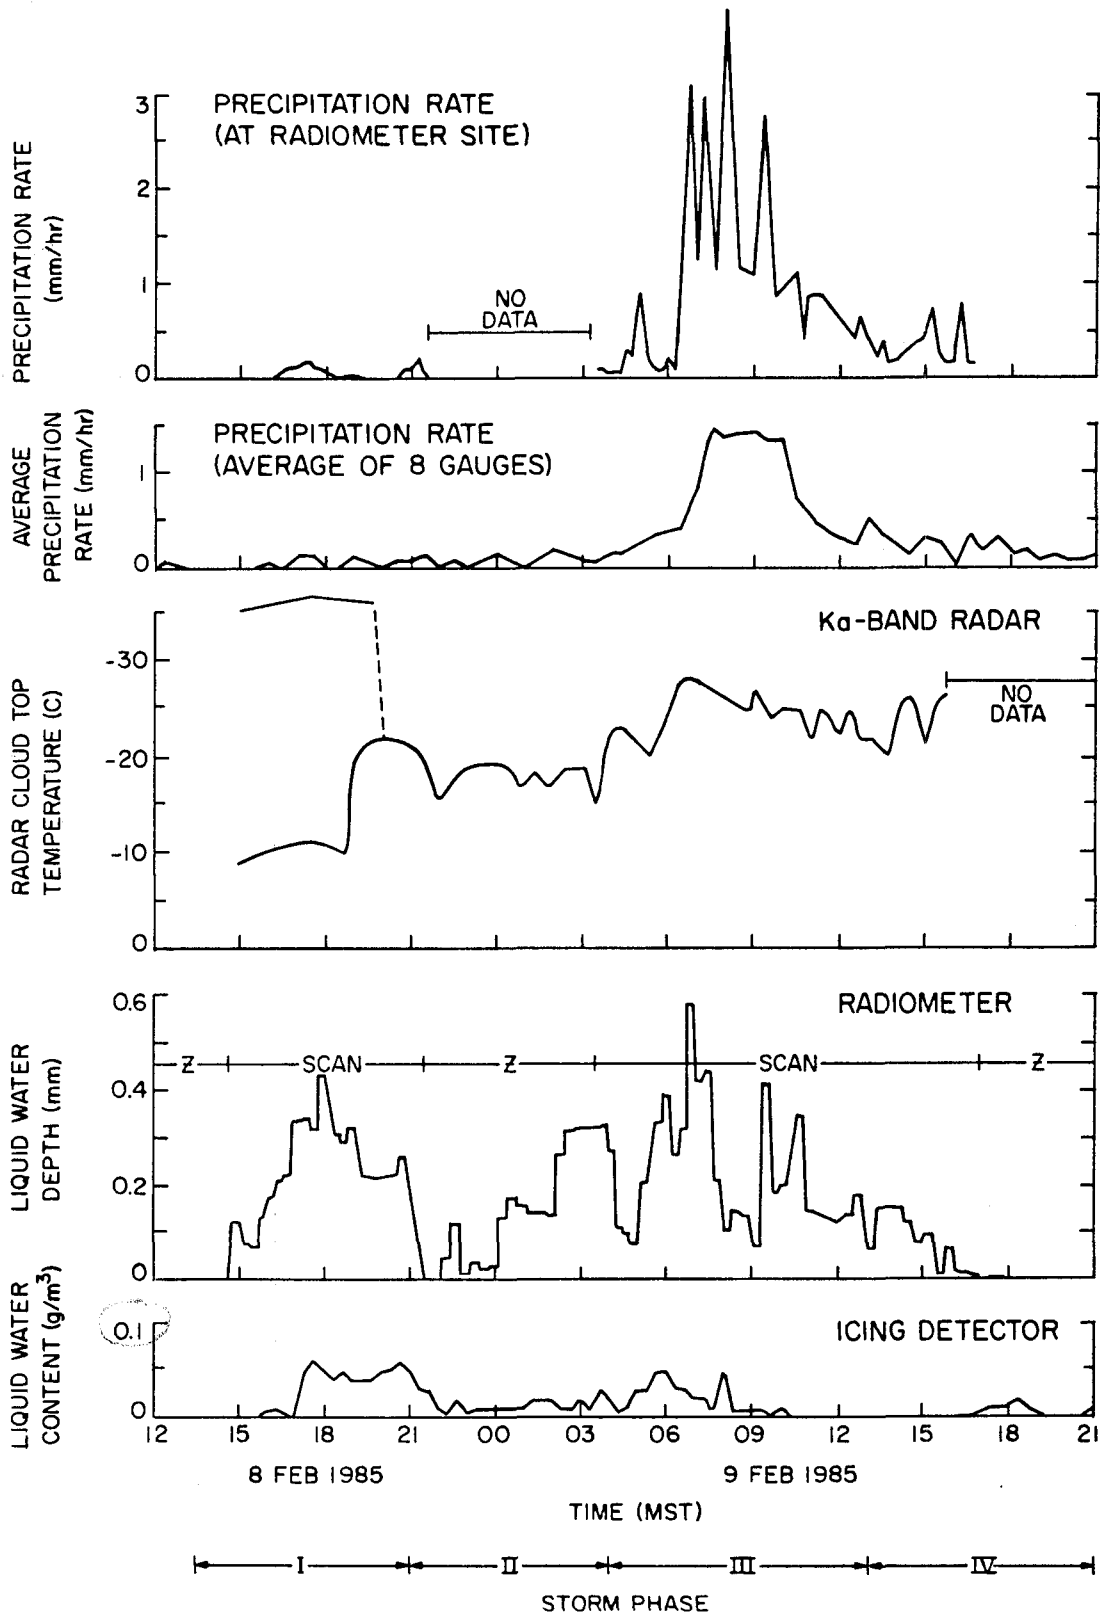 PRECIPITATION RATE
(mm/hr)
3
2
1
0
PRECIPITATION RATE
(AT RADIOMETER SITE)
NO
DATA
AVERAGE
PRECIPITATION
RATE (mm/hr)
1
0
PRECIPITATION RATE
(AVERAGE OF 8 GAUGES)
RADAR CLOUD TOP
TEMPERATURE (C)
-30
-20
-10
0
Ka-BAND RADAR
NO
DATA
LIQUID WATER
DEPTH (mm)
0.6
0.4
0.2
0
RADIOMETER
Z SCAN Z SCAN Z
LIQUID WATER
CONTENT (g/m³)
0.1
0
ICING DETECTOR
12 15 18 21 00 03 06 09 12 15 18 21
8 FEB 1985 9 FEB 1985
TIME (MST)
I II III IV
STORM PHASE